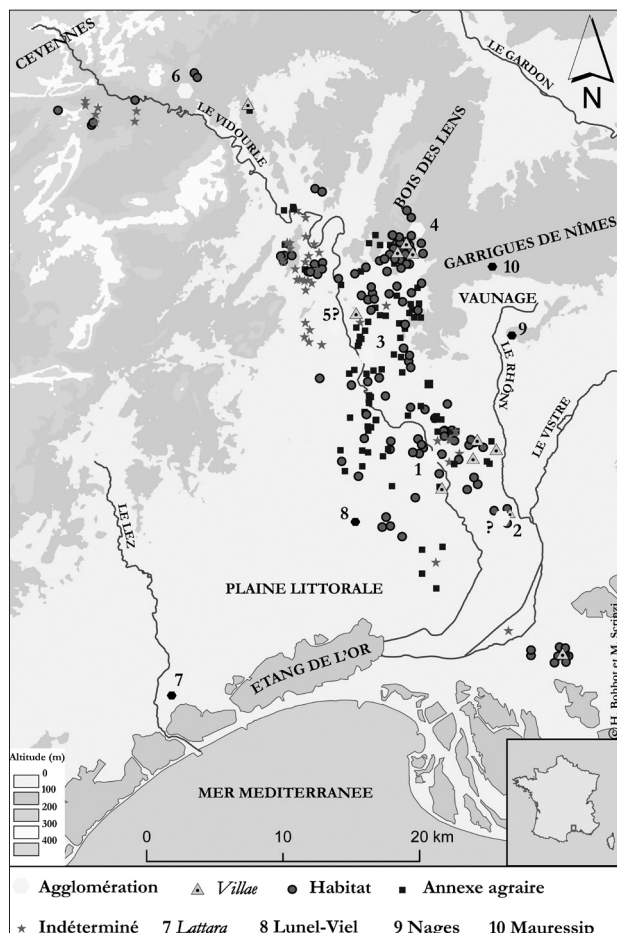 CEVENNES
LE GARDON
N
6
LE VIDOURLE
BOIS DES LENS
4
GARRIGUES DE NÎMES
10
VAUNAGE
5?
3
9
LE RHÔNY
LE VISTRE
1
8
?
2
LE LEZ
PLAINE LITTORALE
ETANG DE L'OR
7
© H. Bohbot et M. Scrinzi
Altitude (m)
0
100
200
300
400
MER MEDITERRANEE
0 10 20 km
Agglomération Villae Habitat Annexe agraire
Indéterminé 7 Lattara 8 Lunel-Viel 9 Nages 10 Mauressip